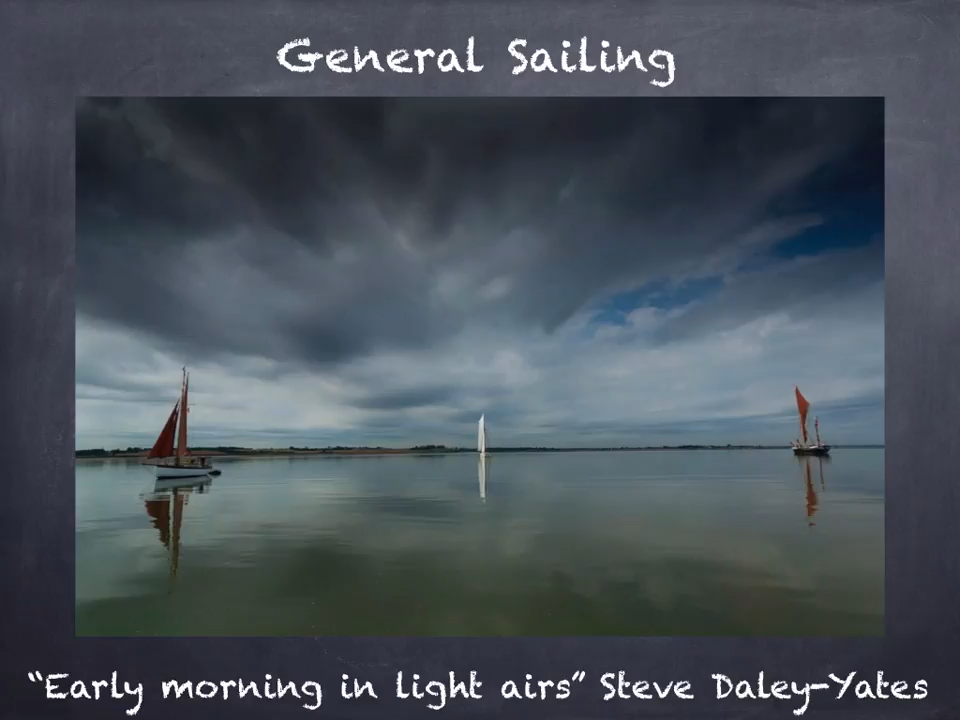 General Sailing
“Early morning in light airs” Steve Daley-Yates